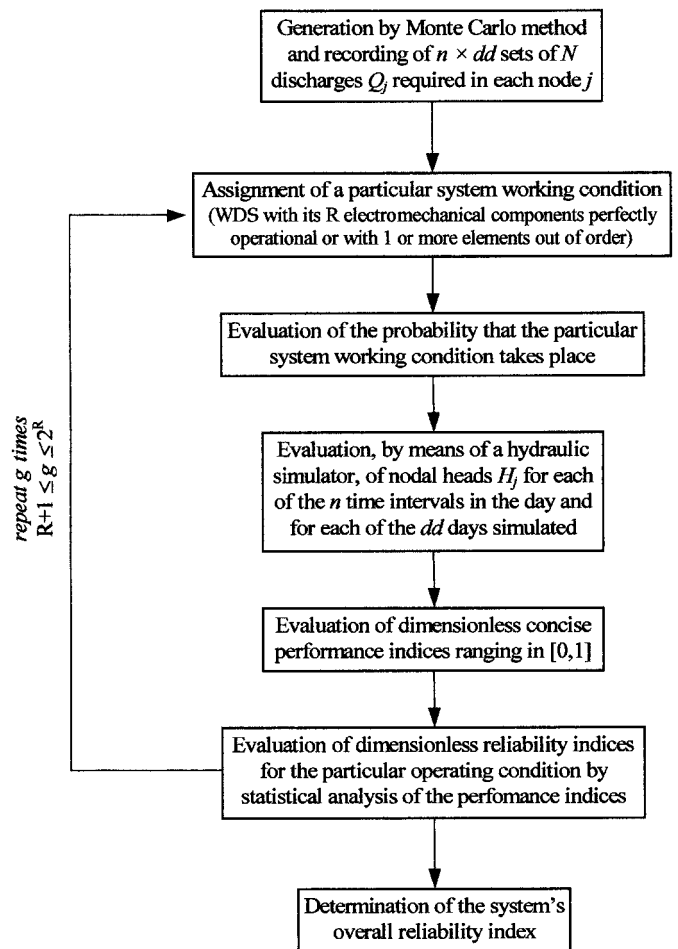 Generation by Monte Carlo method
and recording of n × dd sets of N
discharges Qj required in each node j
Assignment of a particular system working condition
(WDS with its R electromechanical components perfectly
operational or with 1 or more elements out of order)
Evaluation of the probability that the particular
system working condition takes place
Evaluation, by means of a hydraulic
simulator, of nodal heads Hj for each
of the n time intervals in the day and
for each of the dd days simulated
repeat g times
R+1 ≤ g ≤ 2^R
Evaluation of dimensionless concise
performance indices ranging in [0,1]
Evaluation of dimensionless reliability indices
for the particular operating condition by
statistical analysis of the perfomance indices
Determination of the system's
overall reliability index